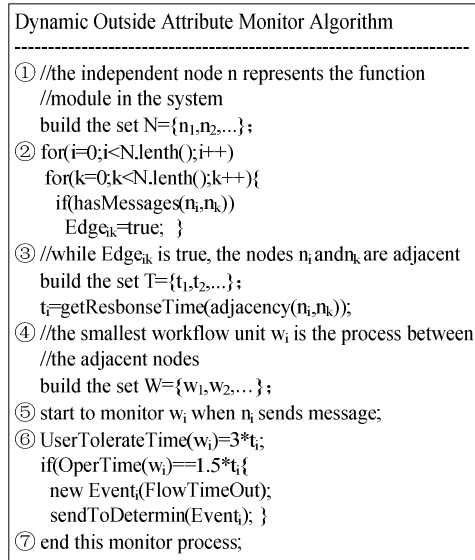 Dynamic Outside Attribute Monitor Algorithm
------------------------------------------------------------------
① //the independent node n represents the function
//module in the system
build the set N={n₁,n₂,...};
② for(i=0;i<N.lenth();i++)
for(k=0;k<N.lenth();k++){
if(hasMessages(nᵢ,nₖ))
Edgeᵢₖ=true; }
③ //while Edgeᵢₖ is true, the nodes nᵢandnₖ are adjacent
build the set T={t₁,t₂,...};
tᵢ=getResbonseTime(adjacency(nᵢ,nₖ));
④ //the smallest workflow unit wᵢ is the process between
//the adjacent nodes
build the set W={w₁,w₂,...};
⑤ start to monitor wᵢ when nᵢ sends message;
⑥ UserTolerateTime(wᵢ)=3*tᵢ;
if(OperTime(wᵢ)==1.5*tᵢ{
new Eventᵢ(FlowTimeOut);
sendToDetermin(Eventᵢ); }
⑦ end this monitor process;